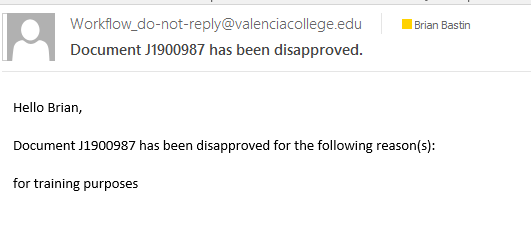 Workflow_do-not-reply@valenciacollege.edu Brian Bastin
Document J1900987 has been disapproved.
Hello Brian,
Document J1900987 has been disapproved for the following reason(s):
for training purposes